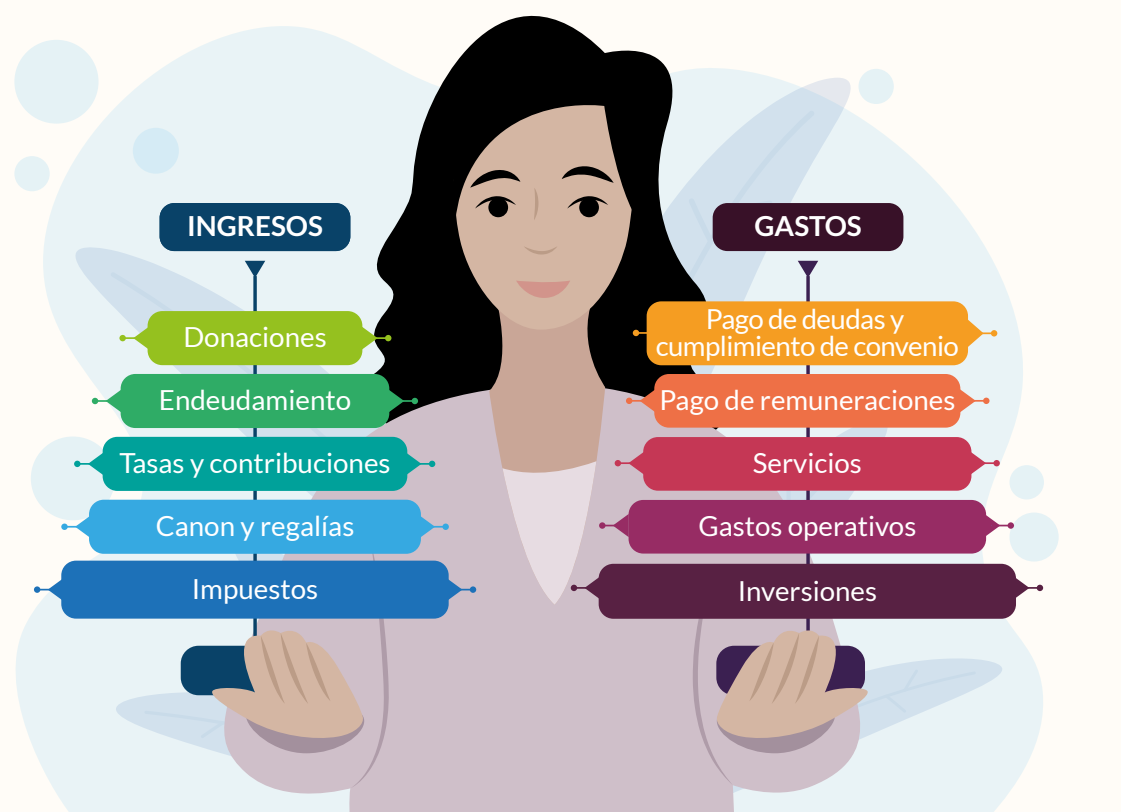 INGRESOS
Donaciones
Endeudamiento
Tasas y contribuciones
Canon y regalías
Impuestos
GASTOS
Pago de deudas y
cumplimiento de convenio
Pago de remuneraciones
Servicios
Gastos operativos
Inversiones